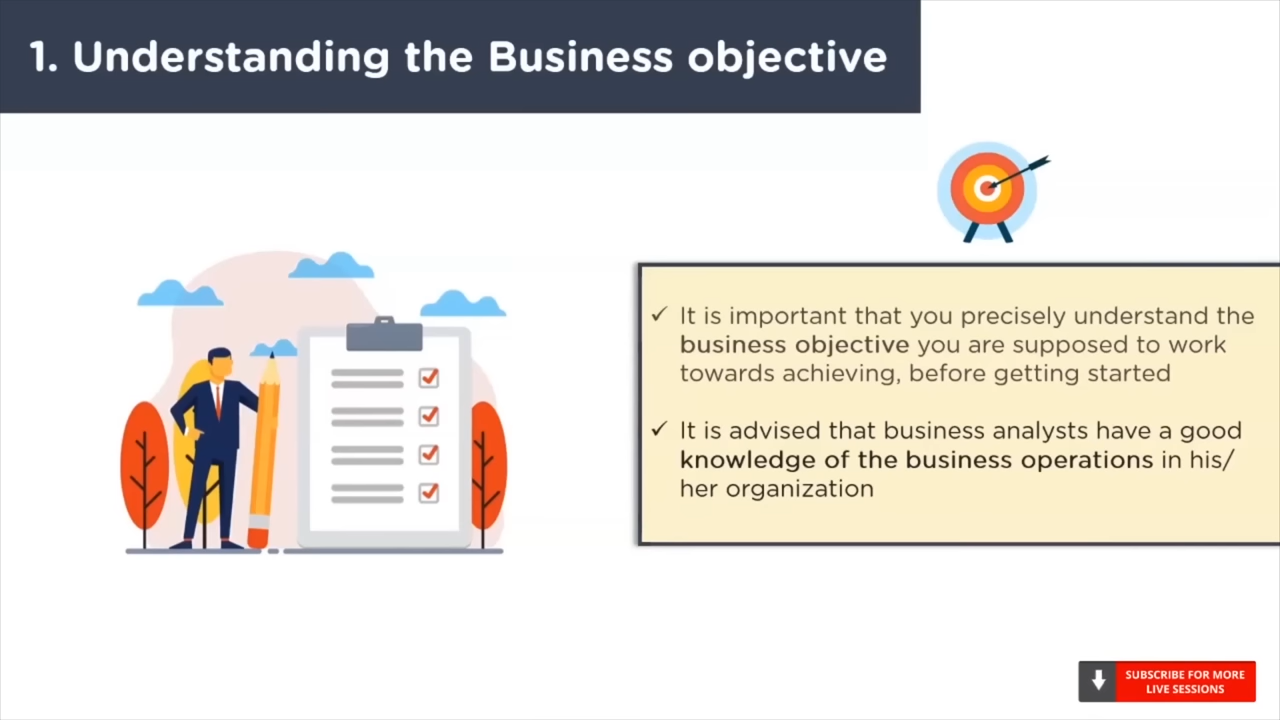 1. Understanding the Business objective
✓ It is important that you precisely understand the
business objective you are supposed to work
towards achieving, before getting started
✓ It is advised that business analysts have a good
knowledge of the business operations in his/
her organization
SUBSCRIBE FOR MORE
LIVE SESSIONS